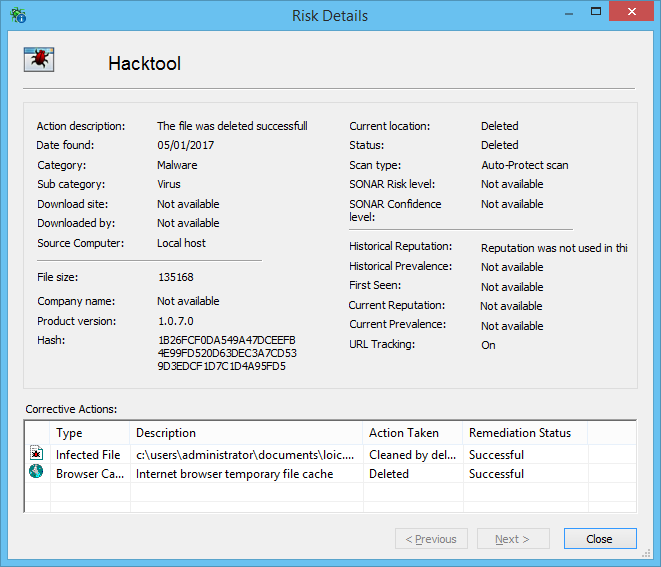 Risk Details
Hacktool
Action description: The file was deleted successfull
Date found: 05/01/2017
Category: Malware
Sub category: Virus
Download site: Not available
Downloaded by: Not available
Source Computer: Local host
File size: 135168
Company name: Not available
Product version: 1.0.7.0
Hash: 1B26FCF0DA549A47DCEEFB
4E99FD520D63DEC3A7CD53
9D3EDCF1D7C1D4A95FD5
Current location: Deleted
Status: Deleted
Scan type: Auto-Protect scan
SONAR Risk level: Not available
SONAR Confidence Not available
level:
Historical Reputation: Reputation was not used in thi
Historical Prevalence: Not available
First Seen: Not available
Current Reputation: Not available
Current Prevalence: Not available
URL Tracking: On
Corrective Actions:
Type Description Action Taken Remediation Status
Infected File c:\users\administrator\documents\loic.... Cleaned by del... Successful
Browser Ca... Internet browser temporary file cache Deleted Successful
< Previous Next > Close